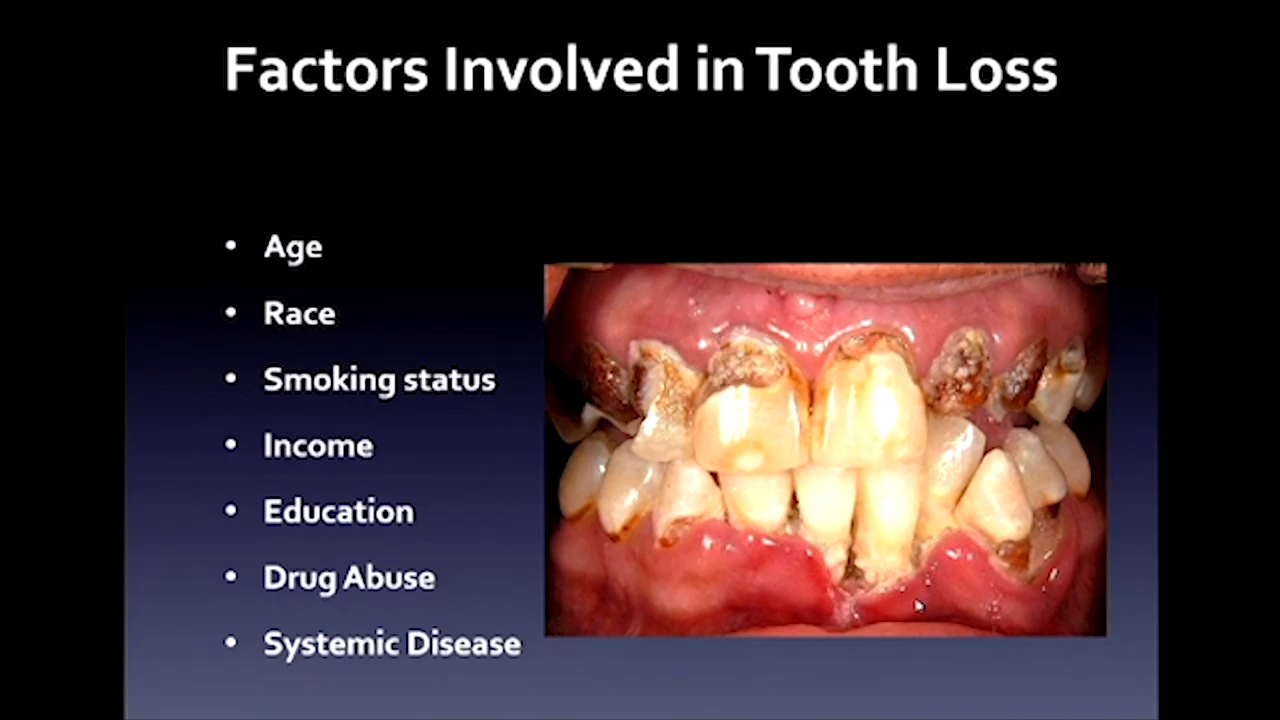 Factors Involved in Tooth Loss
• Age
• Race
• Smoking status
• Income
• Education
• Drug Abuse
• Systemic Disease